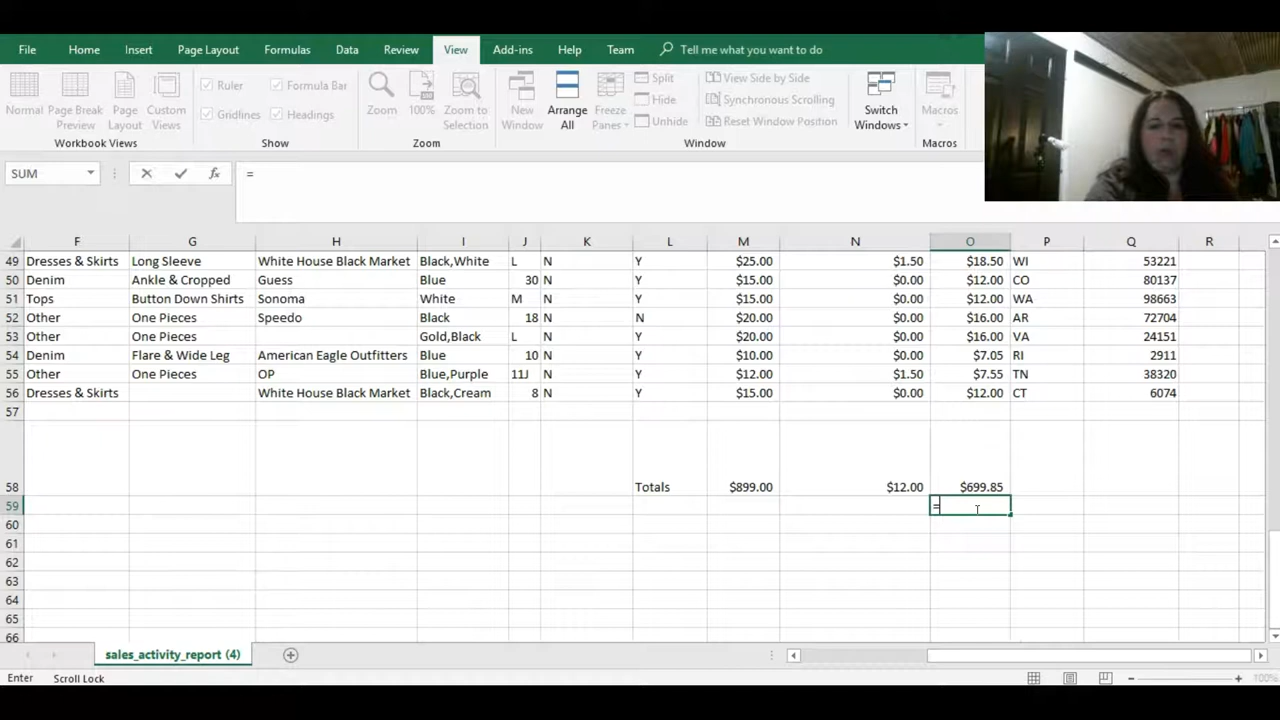 File Home Insert Page Layout Formulas Data Review View Add-ins Help Team Tell me what you want to do
Normal Page Break Preview Page Layout Custom Views Ruler Formula Bar Gridlines Headings Zoom 100% Zoom to Selection New Window Arrange All Freeze Panes Split Hide Unhide View Side by Side Synchronous Scrolling Reset Window Position Switch Windows Macros
Workbook Views Show Zoom Window Macros
SUM fx =
F G H I J K L M N O P Q R
49 Dresses & Skirts Long Sleeve White House Black Market Black,White L N Y $25.00 $1.50 $18.50 WI 53221
50 Denim Ankle & Cropped Guess Blue 30 N Y $15.00 $0.00 $12.00 CO 80137
51 Tops Button Down Shirts Sonoma White M N Y $15.00 $0.00 $12.00 WA 98663
52 Other One Pieces Speedo Black 18 N N $20.00 $0.00 $16.00 AR 72704
53 Other One Pieces Gold,Black L N Y $20.00 $0.00 $16.00 VA 24151
54 Denim Flare & Wide Leg American Eagle Outfitters Blue 10 N Y $10.00 $0.00 $7.05 RI 2911
55 Other One Pieces OP Blue,Purple 11J N Y $12.00 $1.50 $7.55 TN 38320
56 Dresses & Skirts White House Black Market Black,Cream 8 N Y $15.00 $0.00 $12.00 CT 6074
57
58 Totals $899.00 $12.00 $699.85
59 =
60
61
62
63
64
65
66
sales_activity_report (4)
Enter Scroll Lock 100%